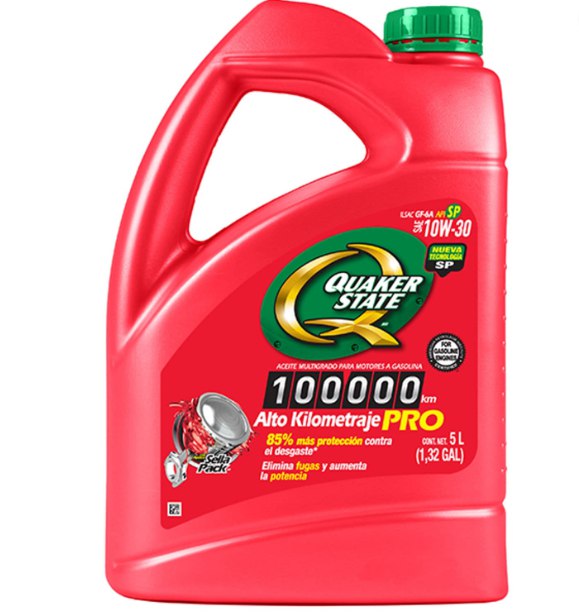 ILSAC GF-6A API SP
SAE 10W-30
NUEVA
TECNOLOGÍA
SP
QUAKER
STATE
FOR
GASOLINE
ENGINES
ACEITE MULTIGRADO PARA MOTORES A GASOLINA
100000 km
Alto Kilometraje PRO
85% más protección contra
el desgaste*
CONT. NET. 5 L
(1,32 GAL)
Elimina fugas y aumenta
la potencia
Sella
Pack